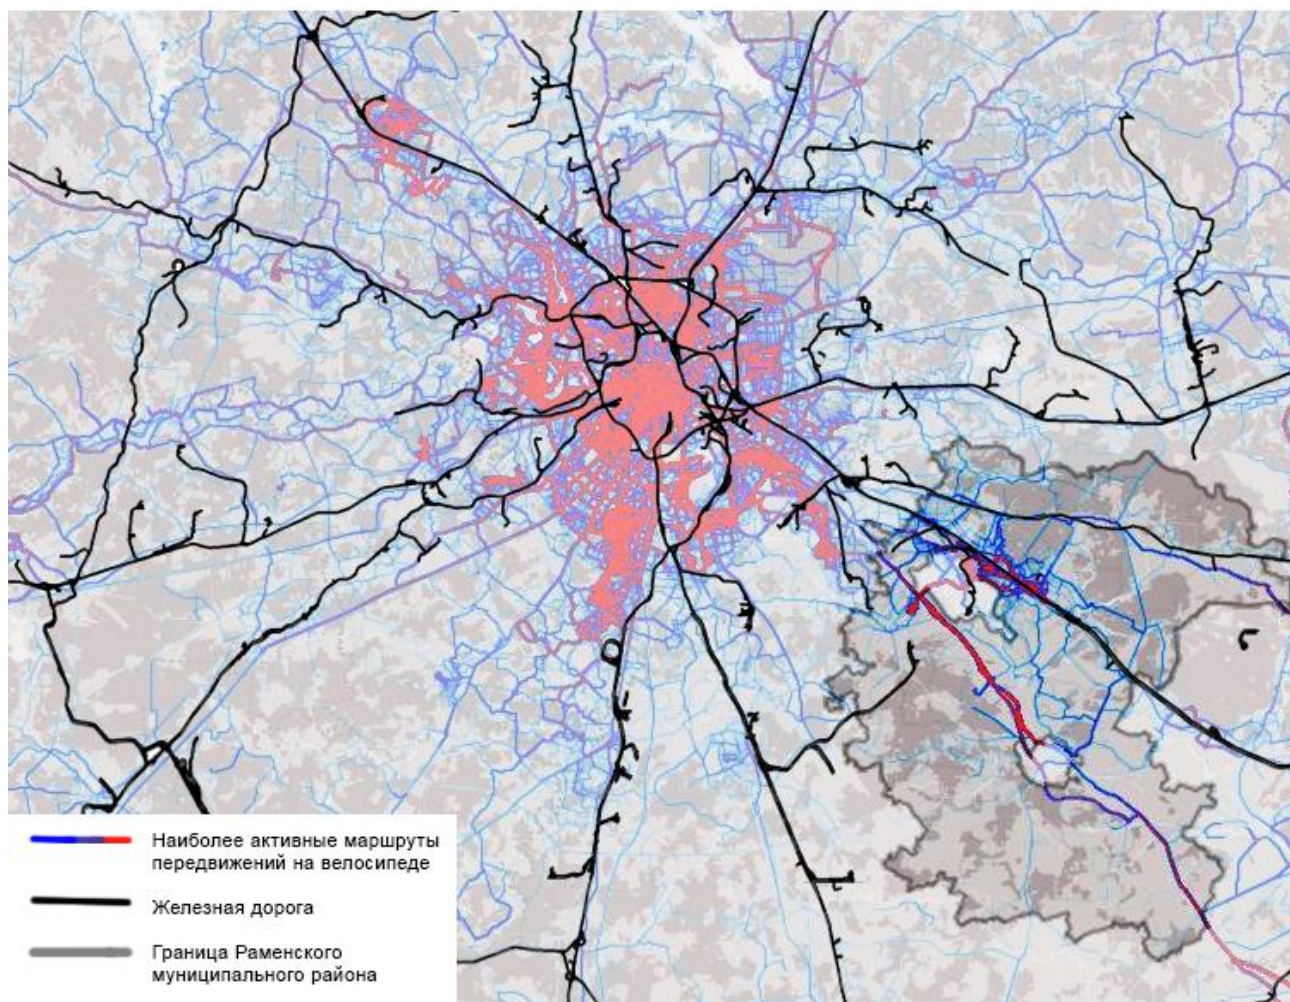 Наиболее активные маршруты
передвижений на велосипеде
Железная дорога
Граница Раменского
муниципального района